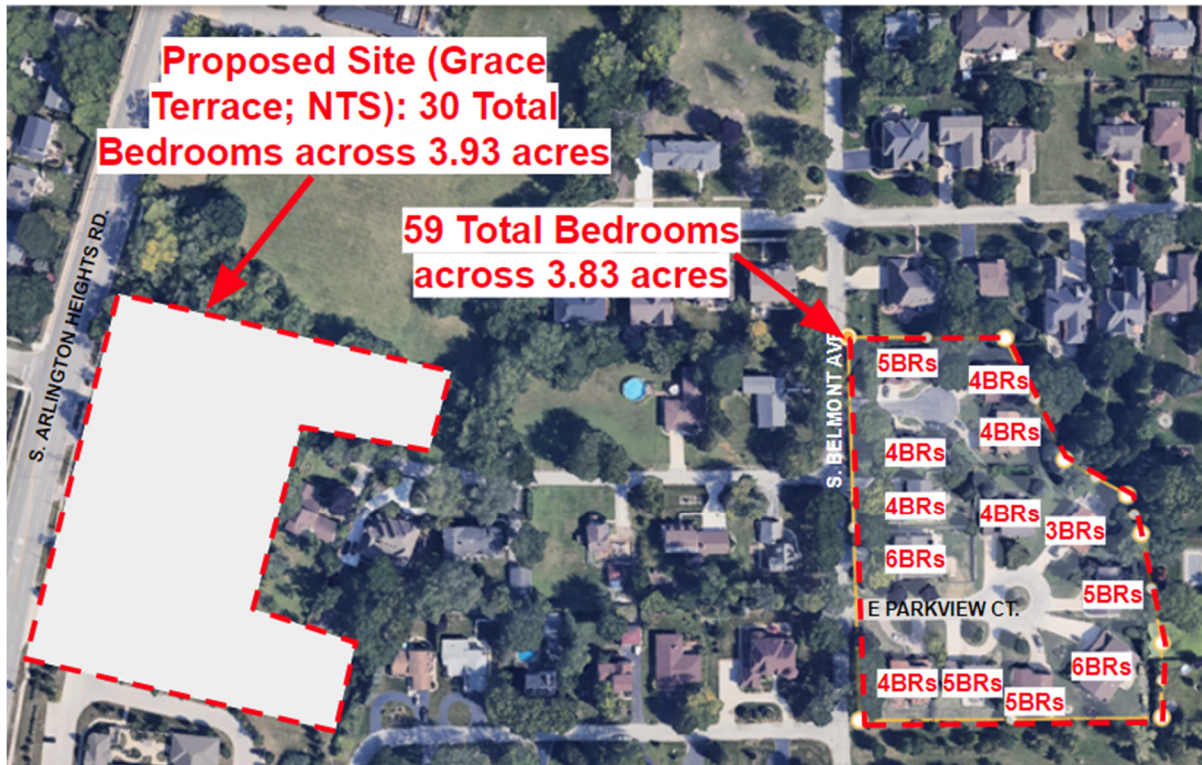 Proposed Site (Grace
Terrace; NTS): 30 Total
Bedrooms across 3.93 acres
59 Total Bedrooms
across 3.83 acres
S. ARLINGTON HEIGHTS RD.
S. BELMONT AVE
5BRs
4BRs
4BRs
4BRs
4BRs
4BRs
3BRs
6BRs
5BRs
E PARKVIEW CT.
6BRs
4BRs
5BRs
5BRs